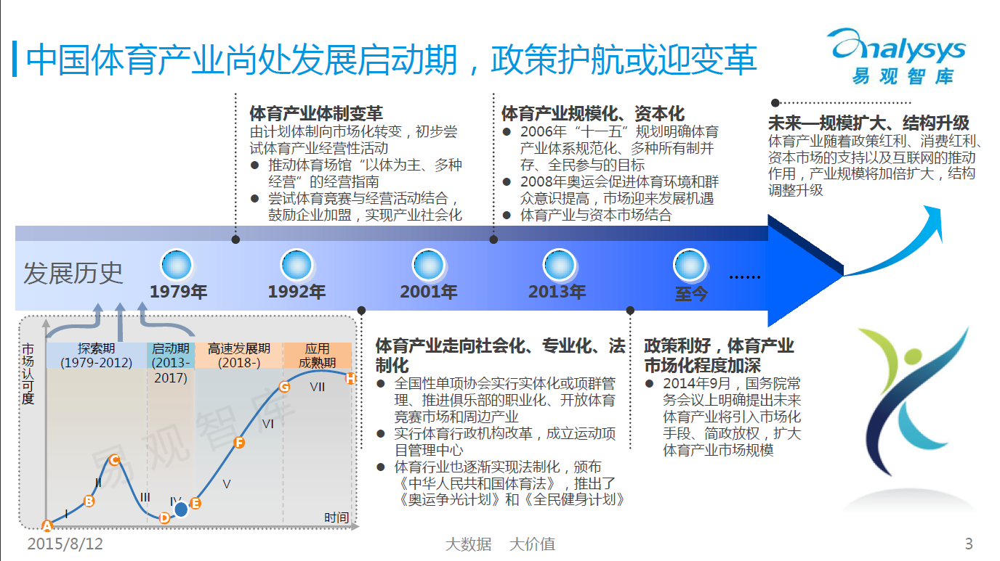 中国体育产业尚处发展启动期，政策护航或迎变革
analysys
易观智库
体育产业体制变革
由计划体制向市场化转变，初步尝
试体育产业经营性活动
● 推动体育场馆“以体为主、多种
经营”的经营指南
● 尝试体育竞赛与经营活动结合，
鼓励企业加盟，实现产业社会化
体育产业规模化、资本化
● 2006年“十一五”规划明确体育
产业体系规范化、多种所有制并
存、全民参与的目标
● 2008年奥运会促进体育环境和群
众意识提高，市场迎来发展机遇
● 体育产业与资本市场结合
未来—规模扩大、结构升级
体育产业随着政策红利、消费红利、
资本市场的支持以及互联网的推动
作用，产业规模将加倍扩大，结构
调整升级
发展历史
1979年
1992年
2001年
2013年
至今
……
市场认可度
探索期
(1979-2012)
启动期
(2013-
2017)
高速发展期
(2018-)
应用
成熟期
A
B
C
D
E
F
G
H
I
II
III
IV
V
VI
VII
时间
易观智库
体育产业走向社会化、专业化、法
制化
● 全国性单项协会实行实体化或项群管
理、推进俱乐部的职业化、开放体育
竞赛市场和周边产业
● 实行体育行政机构改革，成立运动项
目管理中心
● 体育行业也逐渐实现法制化，颁布
《中华人民共和国体育法》，推出了
《奥运争光计划》和《全民健身计划》
政策利好，体育产业
市场化程度加深
● 2014年9月，国务院常
务会议上明确提出未来
体育产业将引入市场化
手段、简政放权，扩大
体育产业市场规模
2015/8/12
大数据 大价值
3